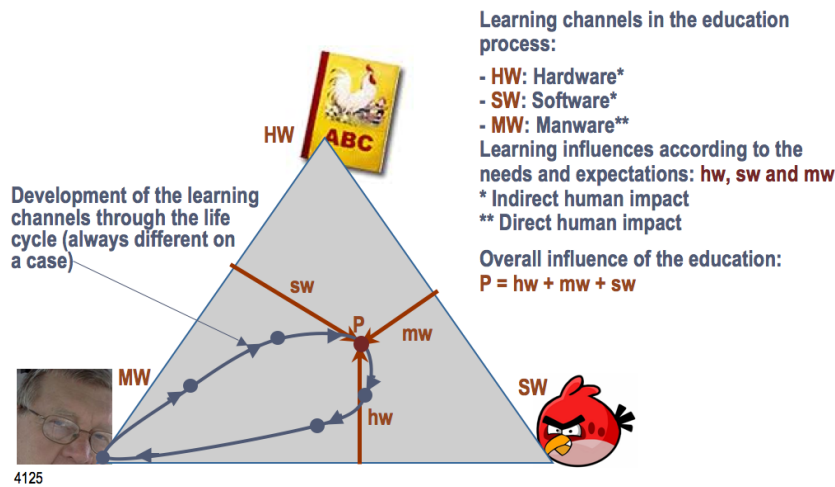 Learning channels in the education
process:
- HW: Hardware*
- SW: Software*
- MW: Manware**
Learning influences according to the
needs and expectations: hw, sw and mw
* Indirect human impact
** Direct human impact
Overall influence of the education:
P = hw + mw + sw
HW
ABC
Development of the learning
channels through the life
cycle (always different on
a case)
sw
P
mw
MW
SW
hw
4125